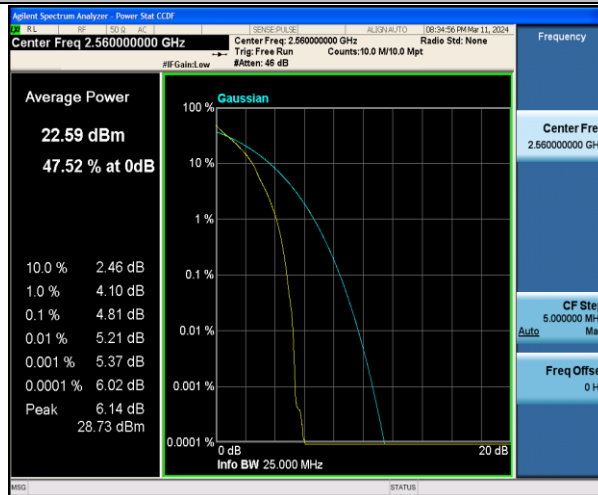 Agilent Spectrum Analyzer - Power Stat CCDF
RL RF 50 Ω AC SENSE:PULSE ALIGN AUTO 08:34:56 PM Mar 11, 2024
Center Freq 2.560000000 GHz
Center Freq: 2.560000000 GHz Radio Std: None
Trig: Free Run Counts:10.0 M/10.0 Mpt
#IFGain:Low #Atten: 46 dB
Frequency
Average Power
22.59 dBm
47.52 % at 0dB
10.0 % 2.46 dB
1.0 % 4.10 dB
0.1 % 4.81 dB
0.01 % 5.21 dB
0.001 % 5.37 dB
0.0001 % 6.02 dB
Peak 6.14 dB
28.73 dBm
Gaussian
100 %
10 %
1 %
0.1 %
0.01 %
0.001 %
0.0001 %
0 dB 20 dB
Info BW 25.000 MHz
Center Fre
2.560000000 GH
CF Ste
5.000000 MH
Auto Ma
Freq Offse
0 H
MSG STATUS